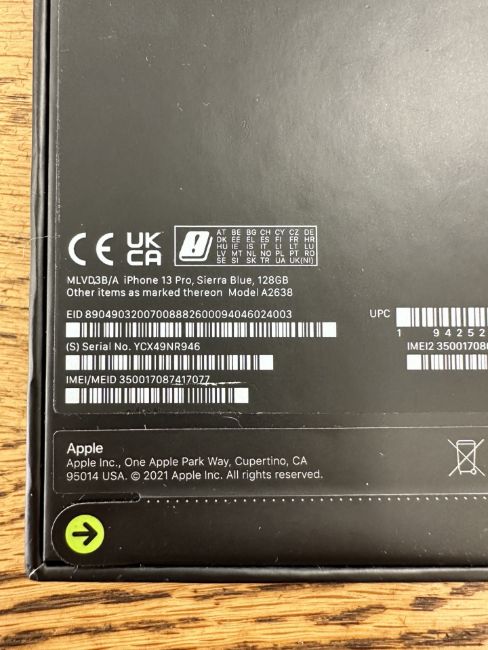 CE UK CA
AT BE BG CH CY CZ DE
DK EE EL ES FI FR HR
HU IE IS IT LI LT LU
LV MT NL NO PL PT RO
SE SI SK TR UA UK(NI)
MLVD3B/A iPhone 13 Pro, Sierra Blue, 128GB
Other items as marked thereon Model A2638
EID 89049032007008882600094046024003
UPC
1 94252
(S) Serial No. YCX49NR946
IMEI2 35001708
IMEI/MEID 350017087417077
Apple
Apple Inc., One Apple Park Way, Cupertino, CA
95014 USA. © 2021 Apple Inc. All rights reserved.